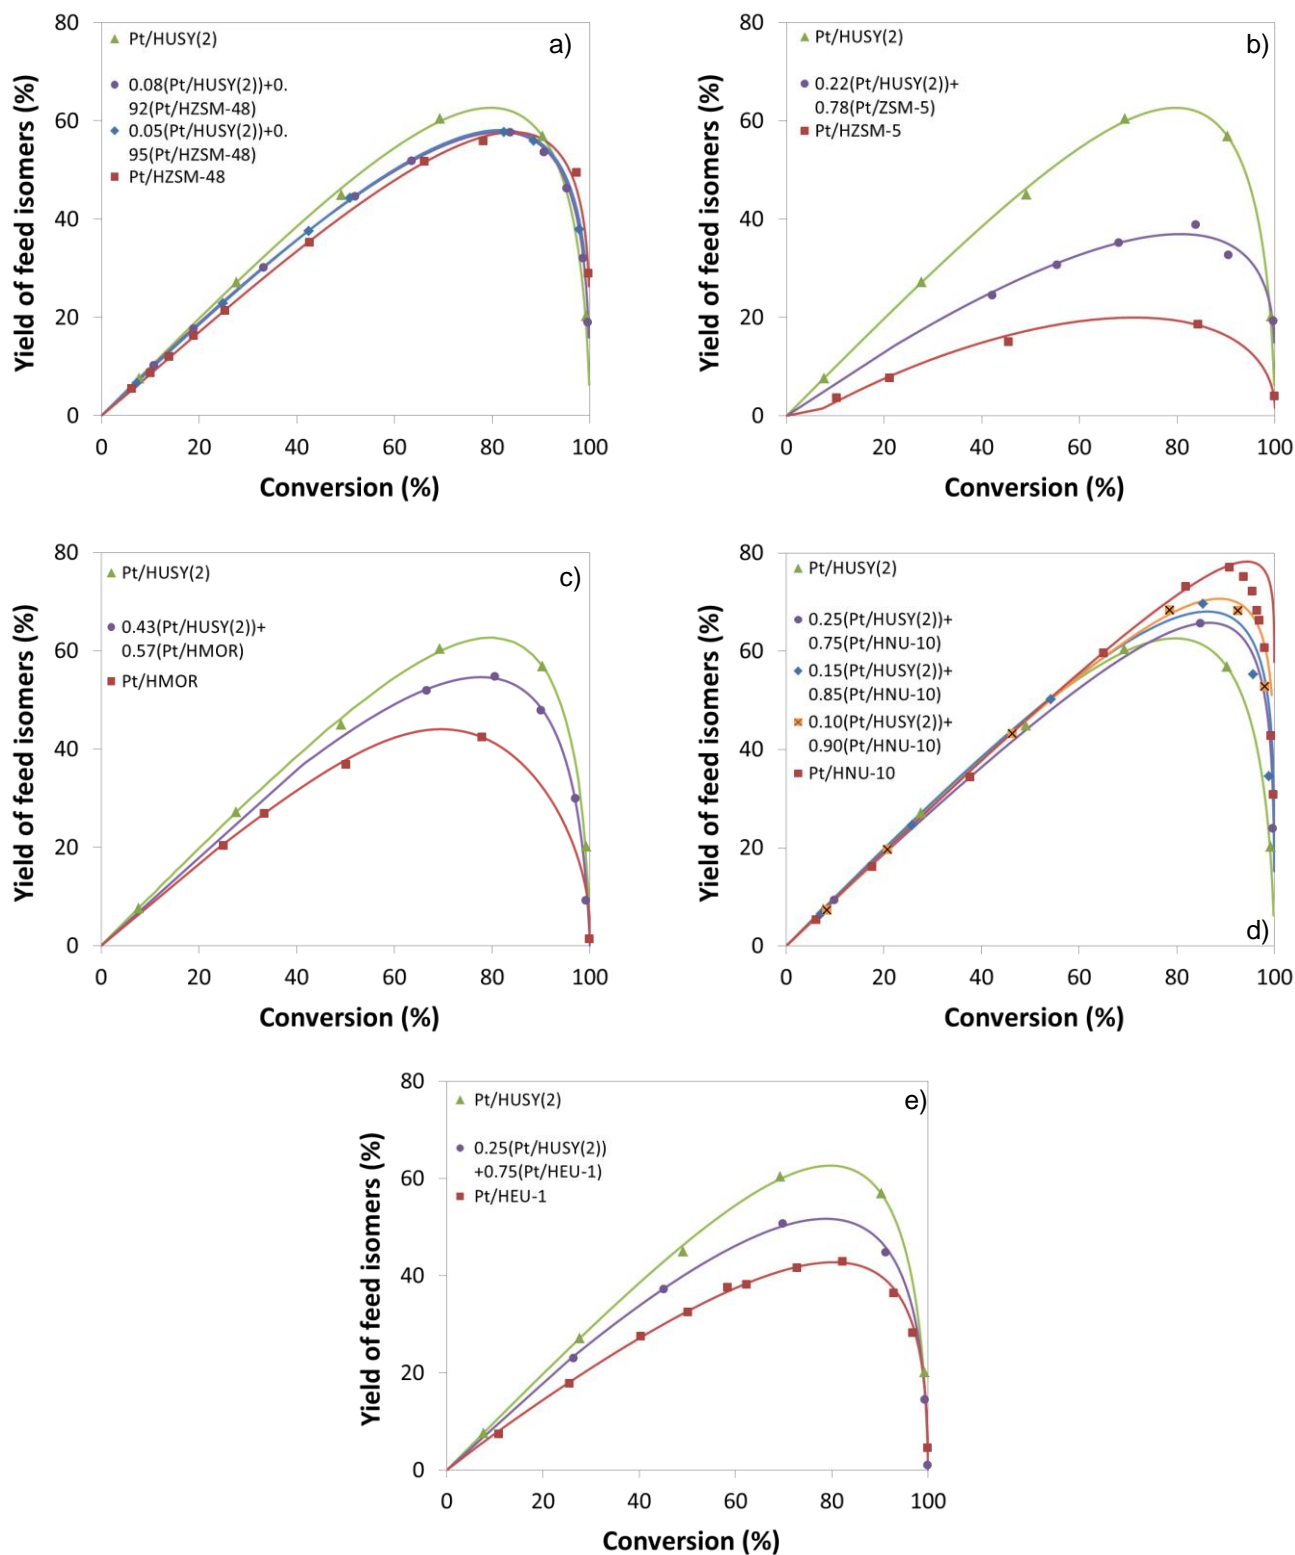 80
60
40
20
0
Yield of feed isomers (%)
Pt/HUSY(2)
a)
0.08(Pt/HUSY(2))+0.
92(Pt/HZSM-48)
0.05(Pt/HUSY(2))+0.
95(Pt/HZSM-48)
Pt/HZSM-48
0 20 40 60 80 100
Conversion (%)
80
60
40
20
0
Yield of feed isomers (%)
Pt/HUSY(2)
b)
0.22(Pt/HUSY(2))+
0.78(Pt/ZSM-5)
Pt/HZSM-5
0 20 40 60 80 100
Conversion (%)
80
60
40
20
0
Yield of feed isomers (%)
Pt/HUSY(2)
c)
0.43(Pt/HUSY(2))+
0.57(Pt/HMOR)
Pt/HMOR
0 20 40 60 80 100
Conversion (%)
80
60
40
20
0
Yield of feed isomers (%)
Pt/HUSY(2)
0.25(Pt/HUSY(2))+
0.75(Pt/HNU-10)
0.15(Pt/HUSY(2))+
0.85(Pt/HNU-10)
0.10(Pt/HUSY(2))+
0.90(Pt/HNU-10)
Pt/HNU-10
d)
0 20 40 60 80 100
Conversion (%)
80
60
40
20
0
Yield of feed isomers (%)
Pt/HUSY(2)
e)
0.25(Pt/HUSY(2))
+0.75(Pt/HEU-1)
Pt/HEU-1
0 20 40 60 80 100
Conversion (%)